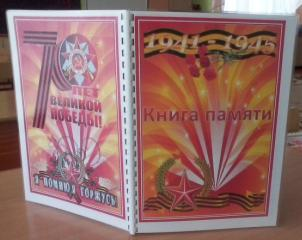 70
ЛЕТ
ВЕЛИКОЙ
ПОБЕДЫ!
Я ПОМНЮ Я ГОРЖУСЬ
1941 - 1945
Книга памяти